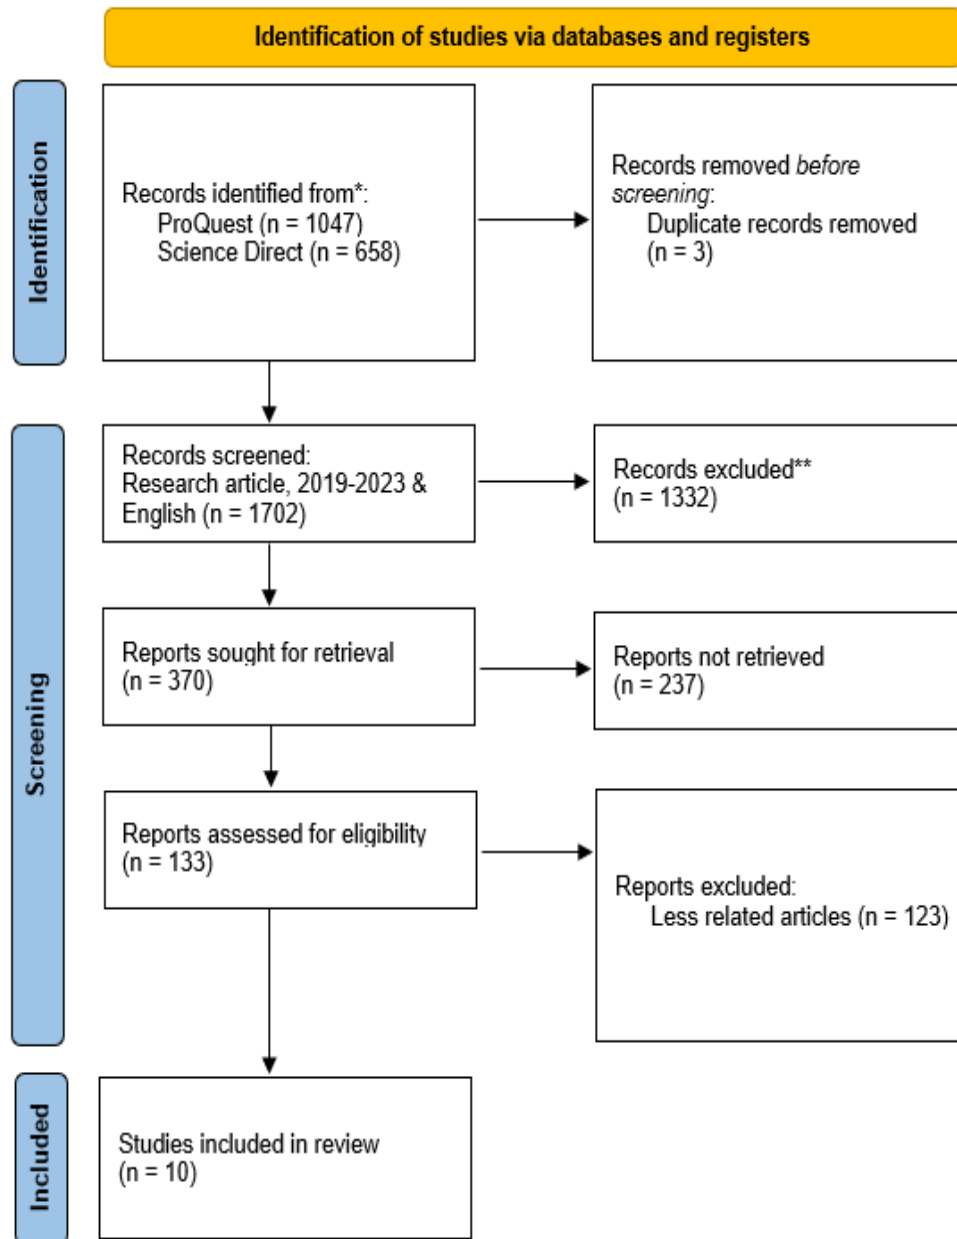 Identification of studies via databases and registers
Identification
Records identified from*:
ProQuest (n = 1047)
Science Direct (n = 658)
Records removed before
screening:
Duplicate records removed
(n = 3)
Screening
Records screened:
Research article, 2019-2023 &
English (n = 1702)
Records excluded**
(n = 1332)
Reports sought for retrieval
(n = 370)
Reports not retrieved
(n = 237)
Reports assessed for eligibility
(n = 133)
Reports excluded:
Less related articles (n = 123)
Included
Studies included in review
(n = 10)